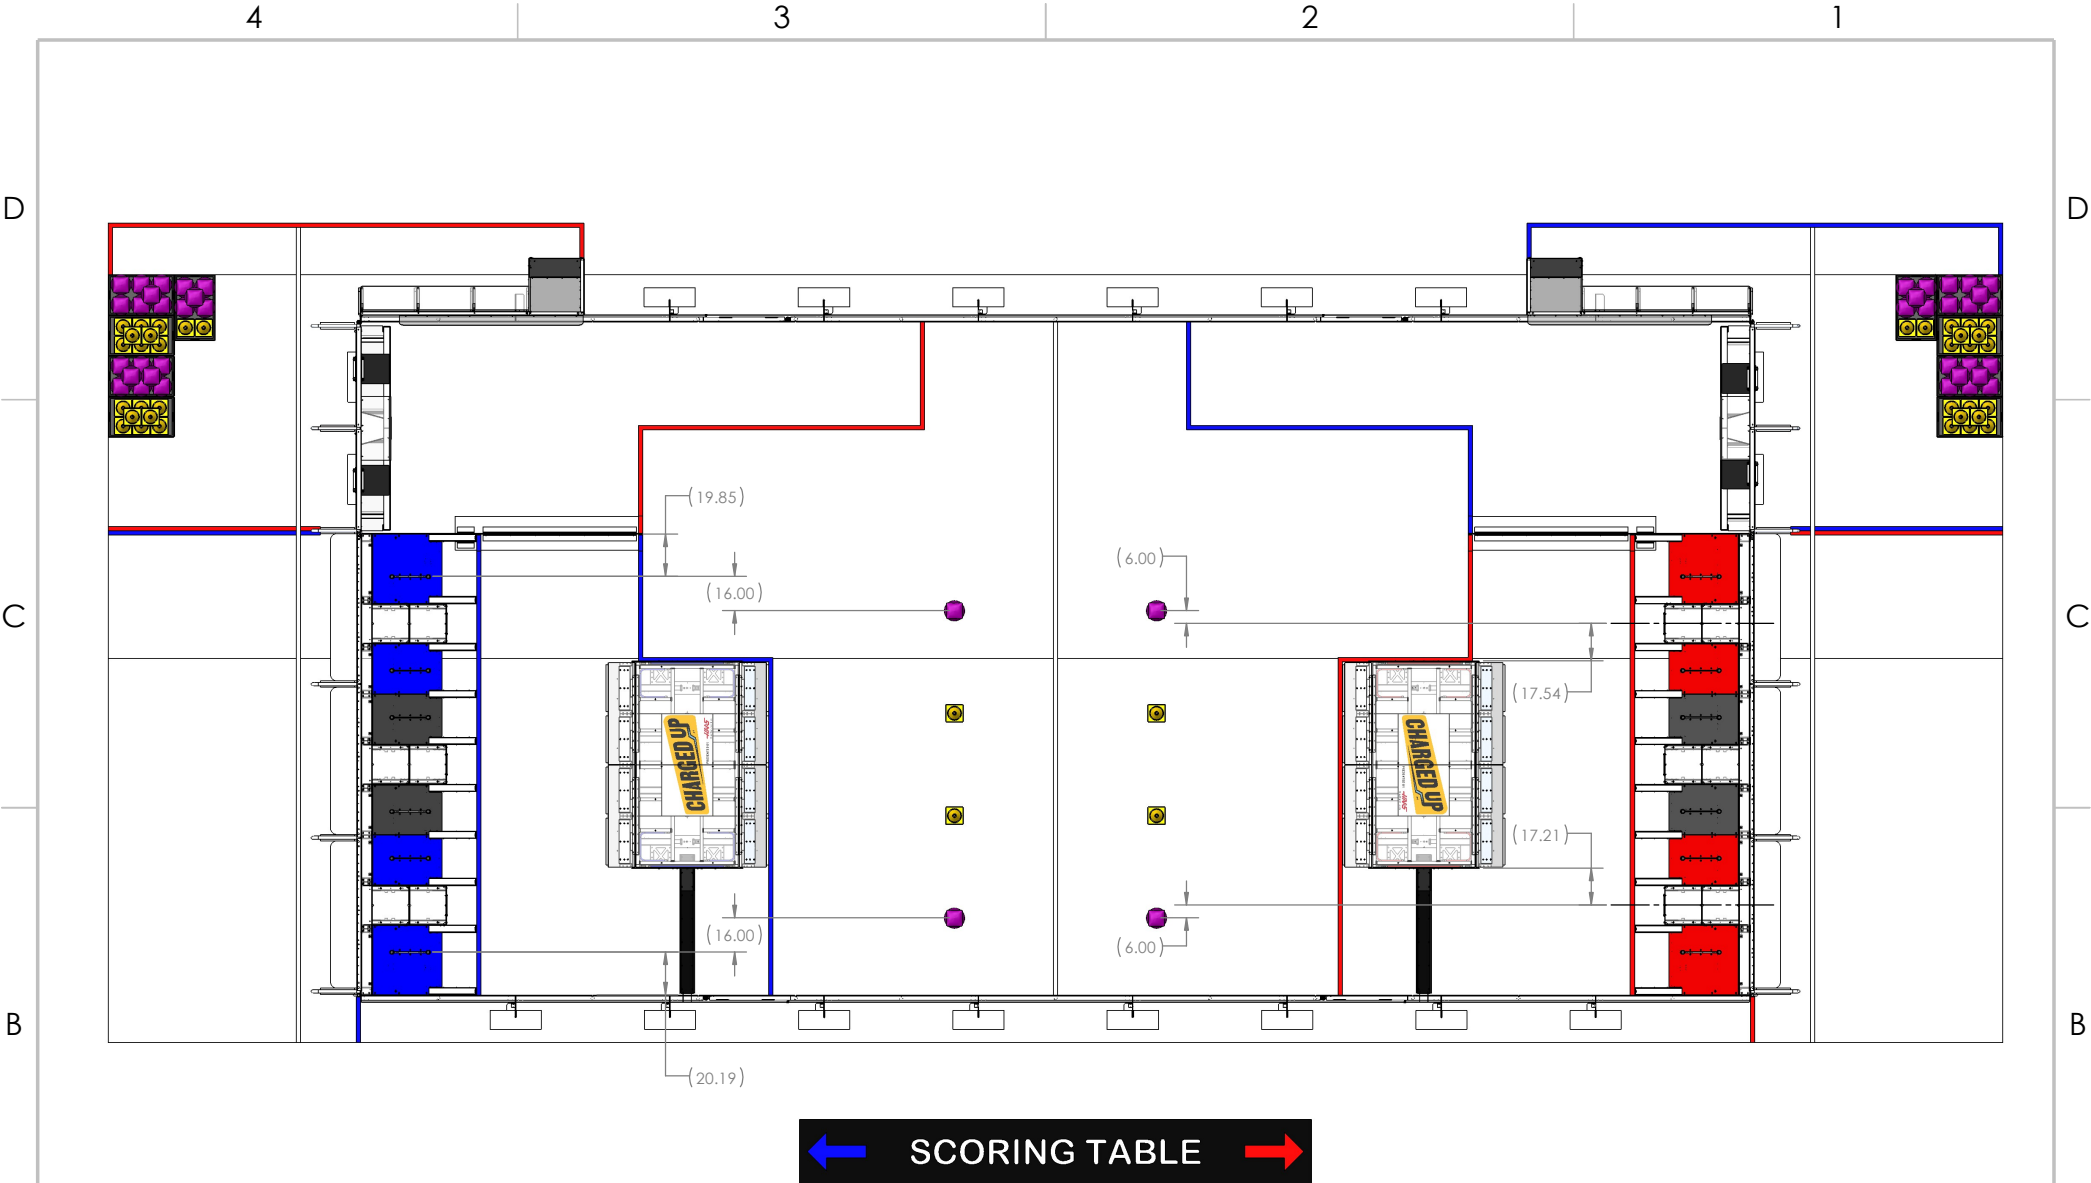 4 3 2 1
D D
(19.85)
(6.00)
(16.00)
C C
(17.54)
CHARGED UP CHARGED UP
(17.21)
(16.00)
(6.00)
B B
(20.19)
SCORING TABLE